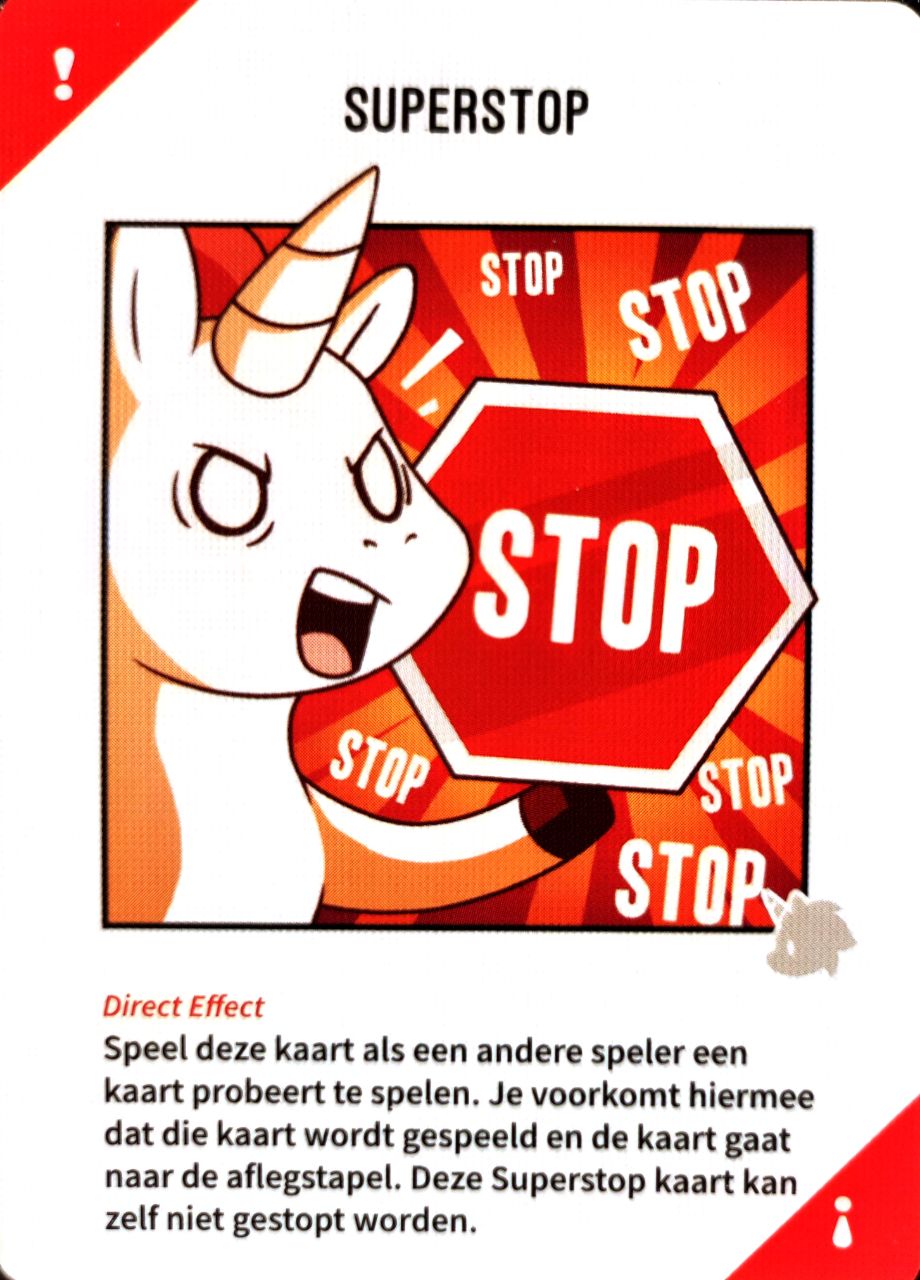 !
SUPERSTOP
STOP
STOP
!
STOP
STOP
STOP
STOP
Direct Effect
Speel deze kaart als een andere speler een
kaart probeert te spelen. Je voorkomt hiermee
dat die kaart wordt gespeeld en de kaart gaat
naar de aflegstapel. Deze Superstop kaart kan
zelf niet gestopt worden.
!